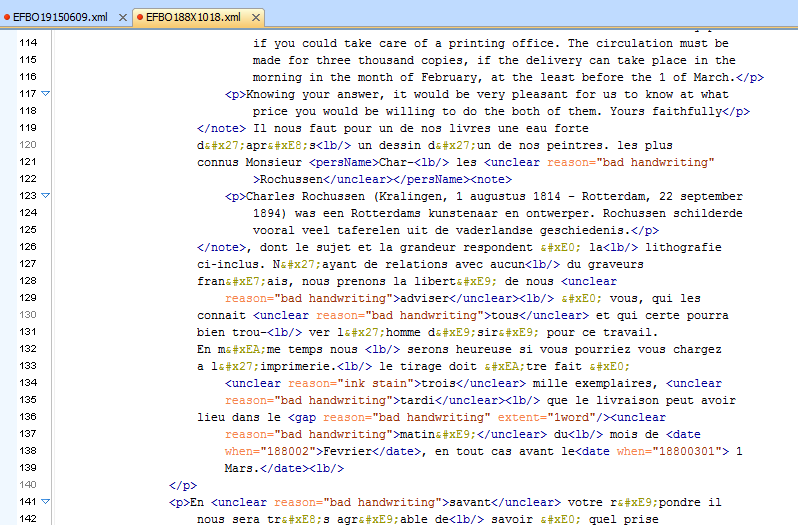 EFBO19150609.xml EFBO188X1018.xml
114 if you could take care of a printing office. The circulation must be
115 made for three thousand copies, if the delivery can take place in the
116 morning in the month of February, at the least before the 1 of March.</p>
117 <p>Knowing your answer, it would be very pleasant for us to know at what
118 price you would be willing to do the both of them. Yours faithfully</p>
119 </note> Il nous faut pour un de nos livres une eau forte
120 d&#x27;apr&#xE8;s<lb/> un dessin d&#x27;un de nos peintres. les plus
121 connus Monsieur <persName>Char-<lb/> les <unclear reason="bad handwriting"
122 >Rochussen</unclear></persName><note>
123 <p>Charles Rochussen (Kralingen, 1 augustus 1814 - Rotterdam, 22 september
124 1894) was een Rotterdams kunstenaar en ontwerper. Rochussen schilderde
125 vooral veel taferelen uit de vaderlandse geschiedenis.</p>
126 </note>, dont le sujet et la grandeur respondent &#xE0; la<lb/> lithografie
127 ci-inclus. N&#x27;ayant de relations avec aucun<lb/> du graveurs
128 fran&#xE7;ais, nous prenons la libert&#xE9; de nous <unclear
129 reason="bad handwriting">adviser</unclear><lb/> &#xE0; vous, qui les
130 connait <unclear reason="bad handwriting">tous</unclear> et qui certe pourra
131 bien trou-<lb/> ver l&#x27;homme d&#xE9;sir&#xE9; pour ce travail.
132 En m&#xEA;me temps nous <lb/> serons heureuse si vous pourriez vous chargez
133 a l&#x27;imprimerie.<lb/> le tirage doit &#xEA;tre fait &#xE0;
134 <unclear reason="ink stain">trois</unclear> mille exemplaires, <unclear
135 reason="bad handwriting">tardi</unclear><lb/> que le livraison peut avoir
136 lieu dans le <gap reason="bad handwriting" extent="1word"/><unclear
137 reason="bad handwriting">matin&#xE9;</unclear> du<lb/> mois de <date
138 when="188002">Fevrier</date>, en tout cas avant le<date when="18800301"> 1
139 Mars.</date><lb/>
140 </p>
141 <p>En <unclear reason="bad handwriting">savant</unclear> votre r&#xE9;pondre il
142 nous sera tr&#xE8;s agr&#xE9;able de<lb/> savoir &#xE0; quel prise